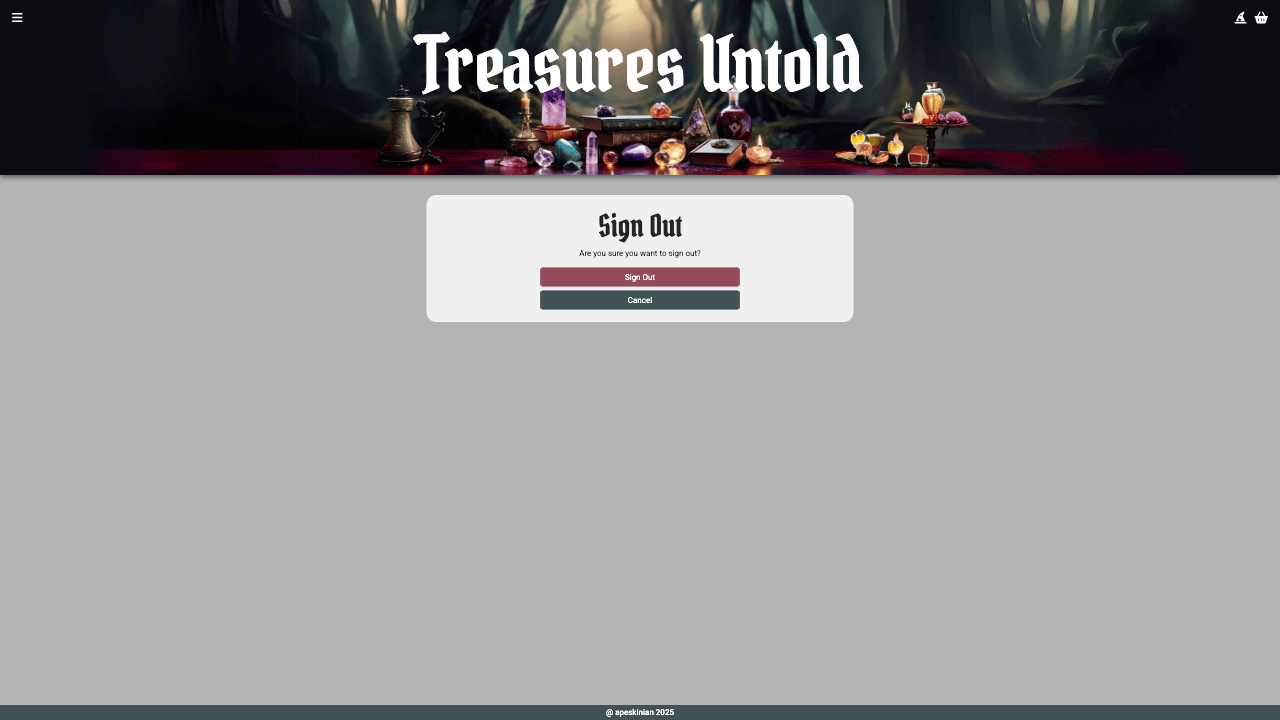 Treasures Untold
Sign Out
Are you sure you want to sign out?
Sign Out
Cancel
@ apeskinian 2025